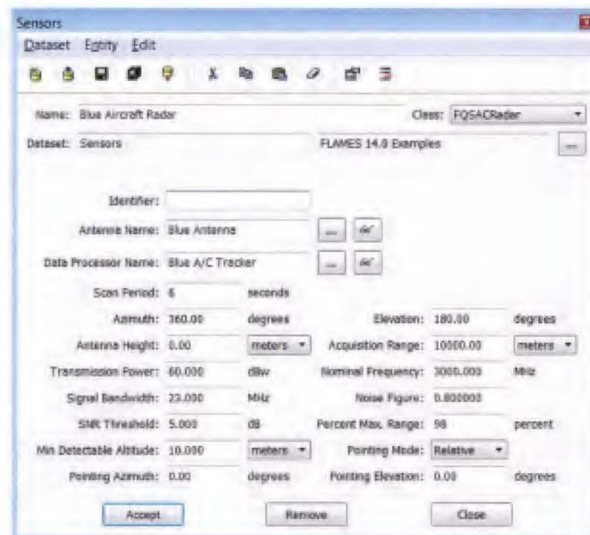 Sensors
Dataset Entity Edit
Name: Blue Aircraft Radar Class: FQSACRader
Dataset: Sensors FLAMES 14.0 Examples ...
Identifier:
Antenna Name: Blue Antenna ...
Data Processor Name: Blue A/C Tracker ...
Scan Period: 6 seconds
Azimuth: 360.00 degrees Elevation: 180.00 degrees
Antenna Height: 0.00 meters Acquisition Range: 10000.00 meters
Transmission Power: 60.000 dBw Nominal Frequency: 3000.000 MHz
Signal Bandwidth: 23.000 MHz Noise Figure: 0.800000
SNR Threshold: 5.000 dB Percent Max. Range: 98 percent
Min Detectable Altitude: 10.000 meters Pointing Mode: Relative
Pointing Azimuth: 0.00 degrees Pointing Elevation: 0.00 degrees
Accept Remove Close